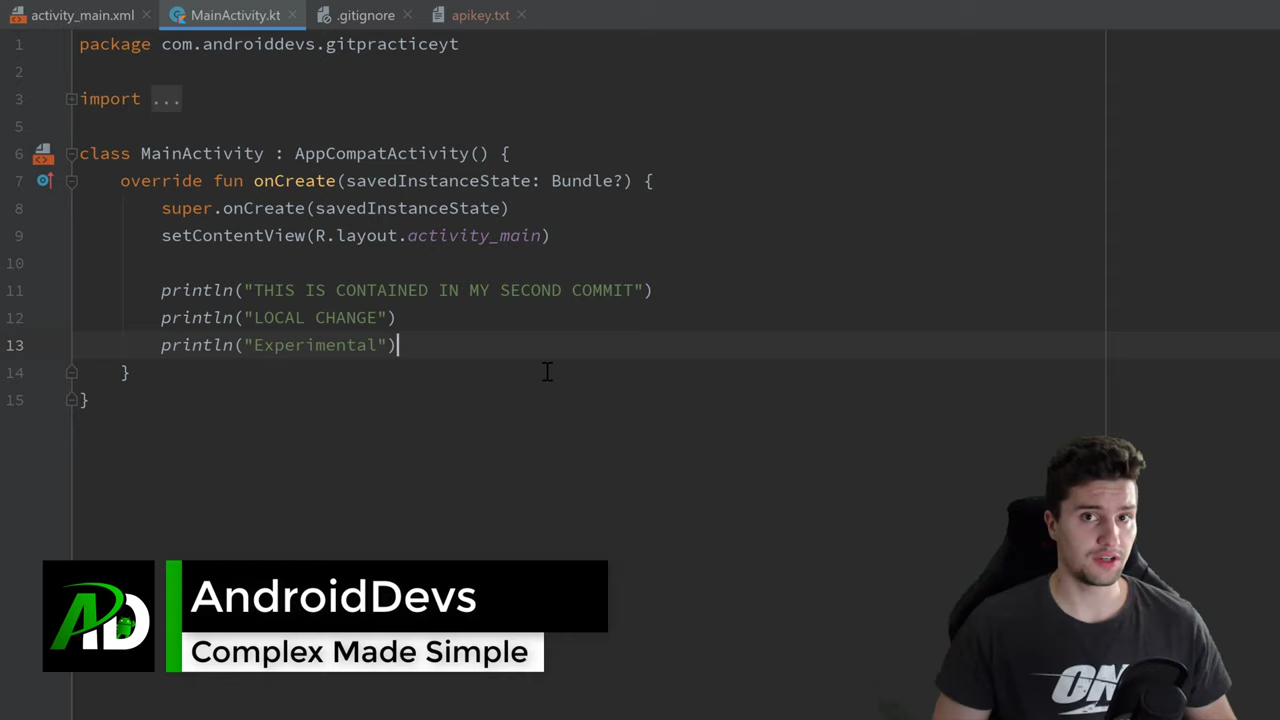 activity_main.xml MainActivity.kt .gitignore apikey.txt
1 package com.androiddevs.gitpracticeyt
2
3 import ...
5
6 class MainActivity : AppCompatActivity() {
7 override fun onCreate(savedInstanceState: Bundle?) {
8 super.onCreate(savedInstanceState)
9 setContentView(R.layout.activity_main)
10
11 println("THIS IS CONTAINED IN MY SECOND COMMIT")
12 println("LOCAL CHANGE")
13 println("Experimental")
14 }
15 }
AD
AndroidDevs
Complex Made Simple
ON